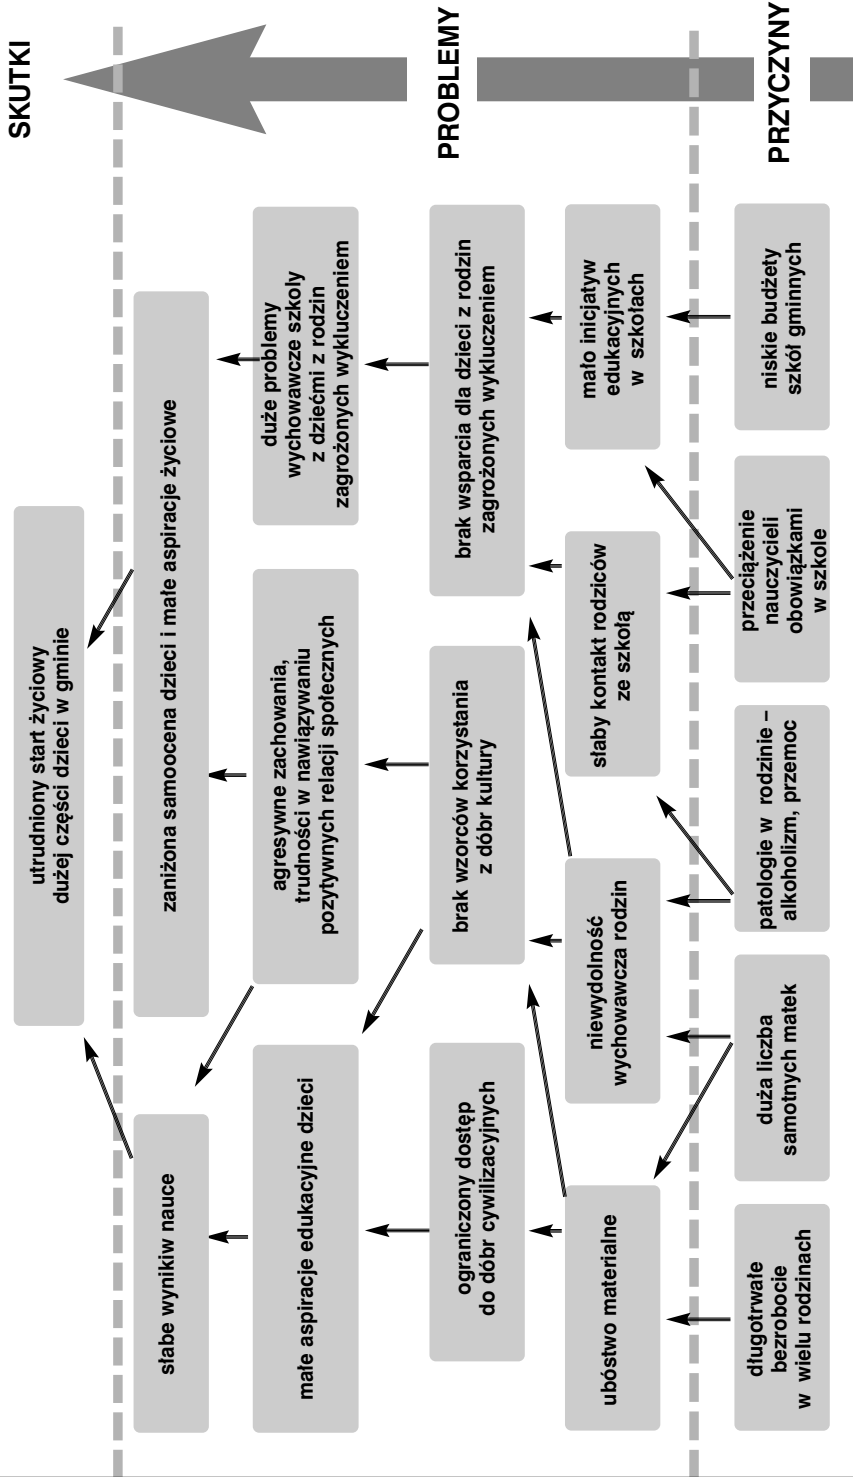 SKUTKI
utrudniony start życiowy
dużej części dzieci w gminie
PROBLEMY
słabe wynikiw nauce
zaniżona samoocena dzieci i małe aspiracje życiowe
małe aspiracje edukacyjne dzieci
agresywne zachowania,
trudności w nawiązywaniu
pozytywnych relacji społecznych
duże problemy
wychowawcze szkoly
z dziećmi z rodzin
zagrożonych wykluczeniem
ograniczony dostęp
do dóbr cywilizacyjnych
brak wzorców korzystania
z dóbr kultury
brak wsparcia dla dzieci z rodzin
zagrożonych wykluczeniem
ubóstwo materialne
niewydolność
wychowawcza rodzin
słaby kontakt rodziców
ze szkołą
mało inicjatyw
edukacyjnych
w szkołach
PRZYCZYNY
długotrwałe
bezrobocie
w wielu rodzinach
duża liczba
samotnych matek
patologie w rodzinie –
alkoholizm, przemoc
przeciążenie
nauczycieli
obowiązkami
w szkole
niskie budżety
szkół gminnych